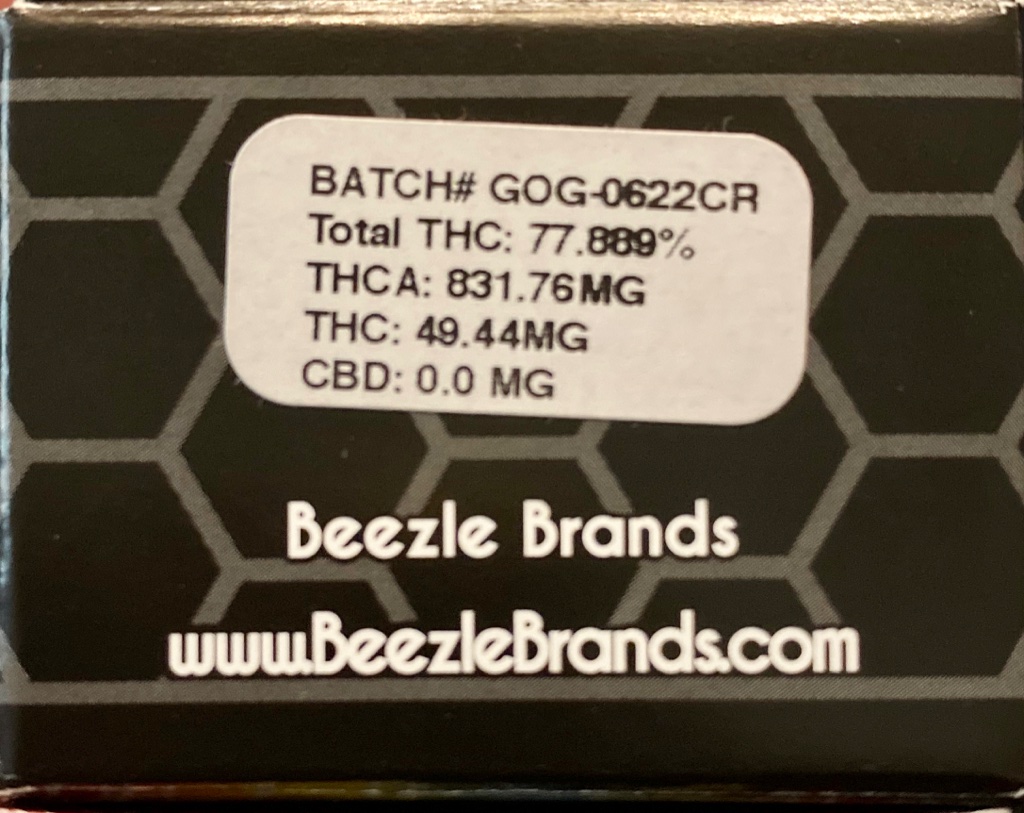 BATCH# GOG-0622CR
Total THC: 77.889%
THCA: 831.76MG
THC: 49.44MG
CBD: 0.0 MG
Beezle Brands
www.BeezleBrands.com